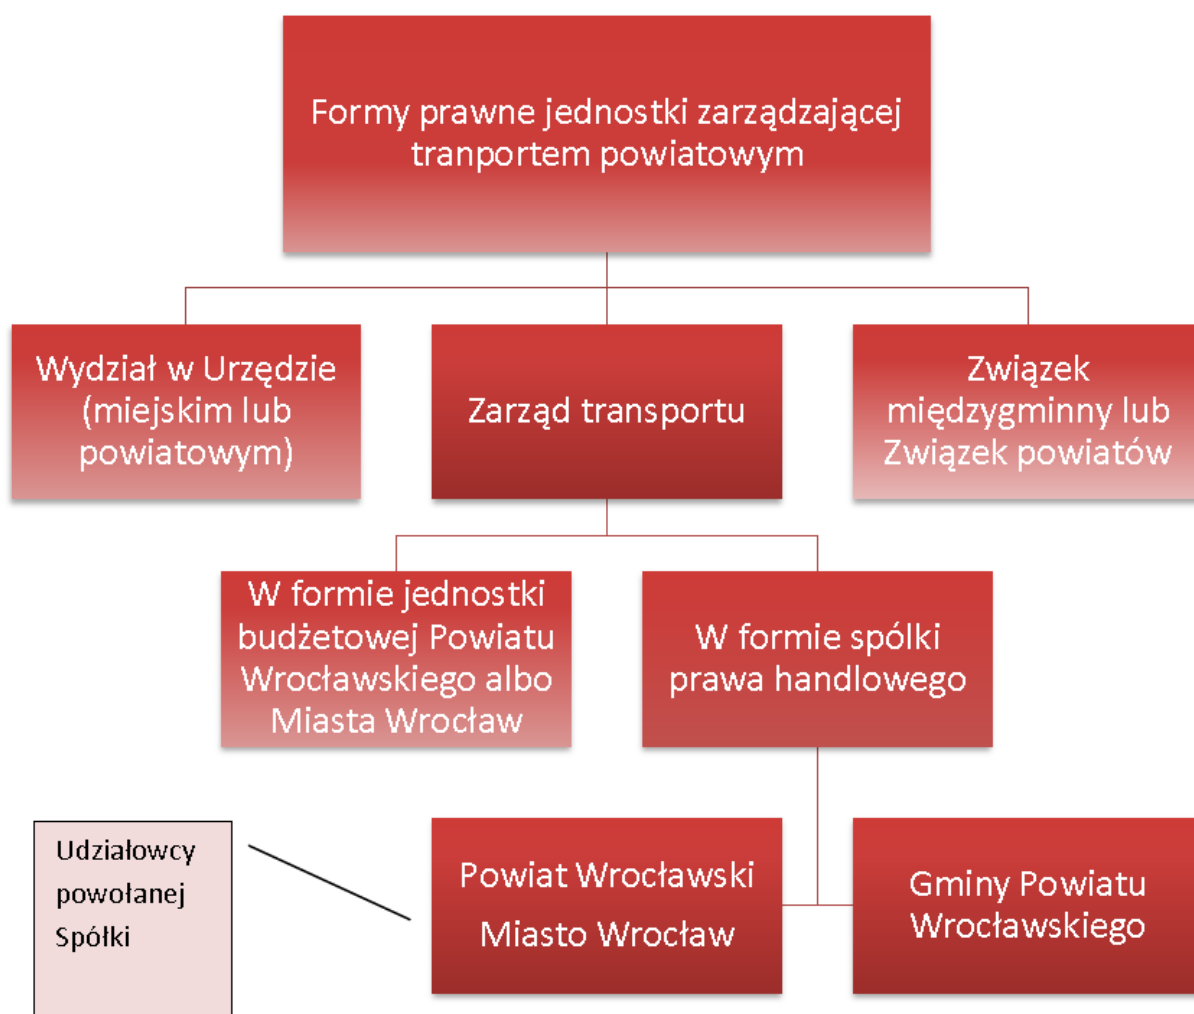 Formy prawne jednostki zarządzającej
tranportem powiatowym
Wydział w Urzędzie
(miejskim lub
powiatowym)
Zarząd transportu
Związek
międzygminny lub
Związek powiatów
W formie jednostki
budżetowej Powiatu
Wrocławskiego albo
Miasta Wrocław
W formie spólki
prawa handlowego
Udziałowcy
powołanej
Spółki
Powiat Wrocławski
Miasto Wrocław
Gminy Powiatu
Wrocławskiego